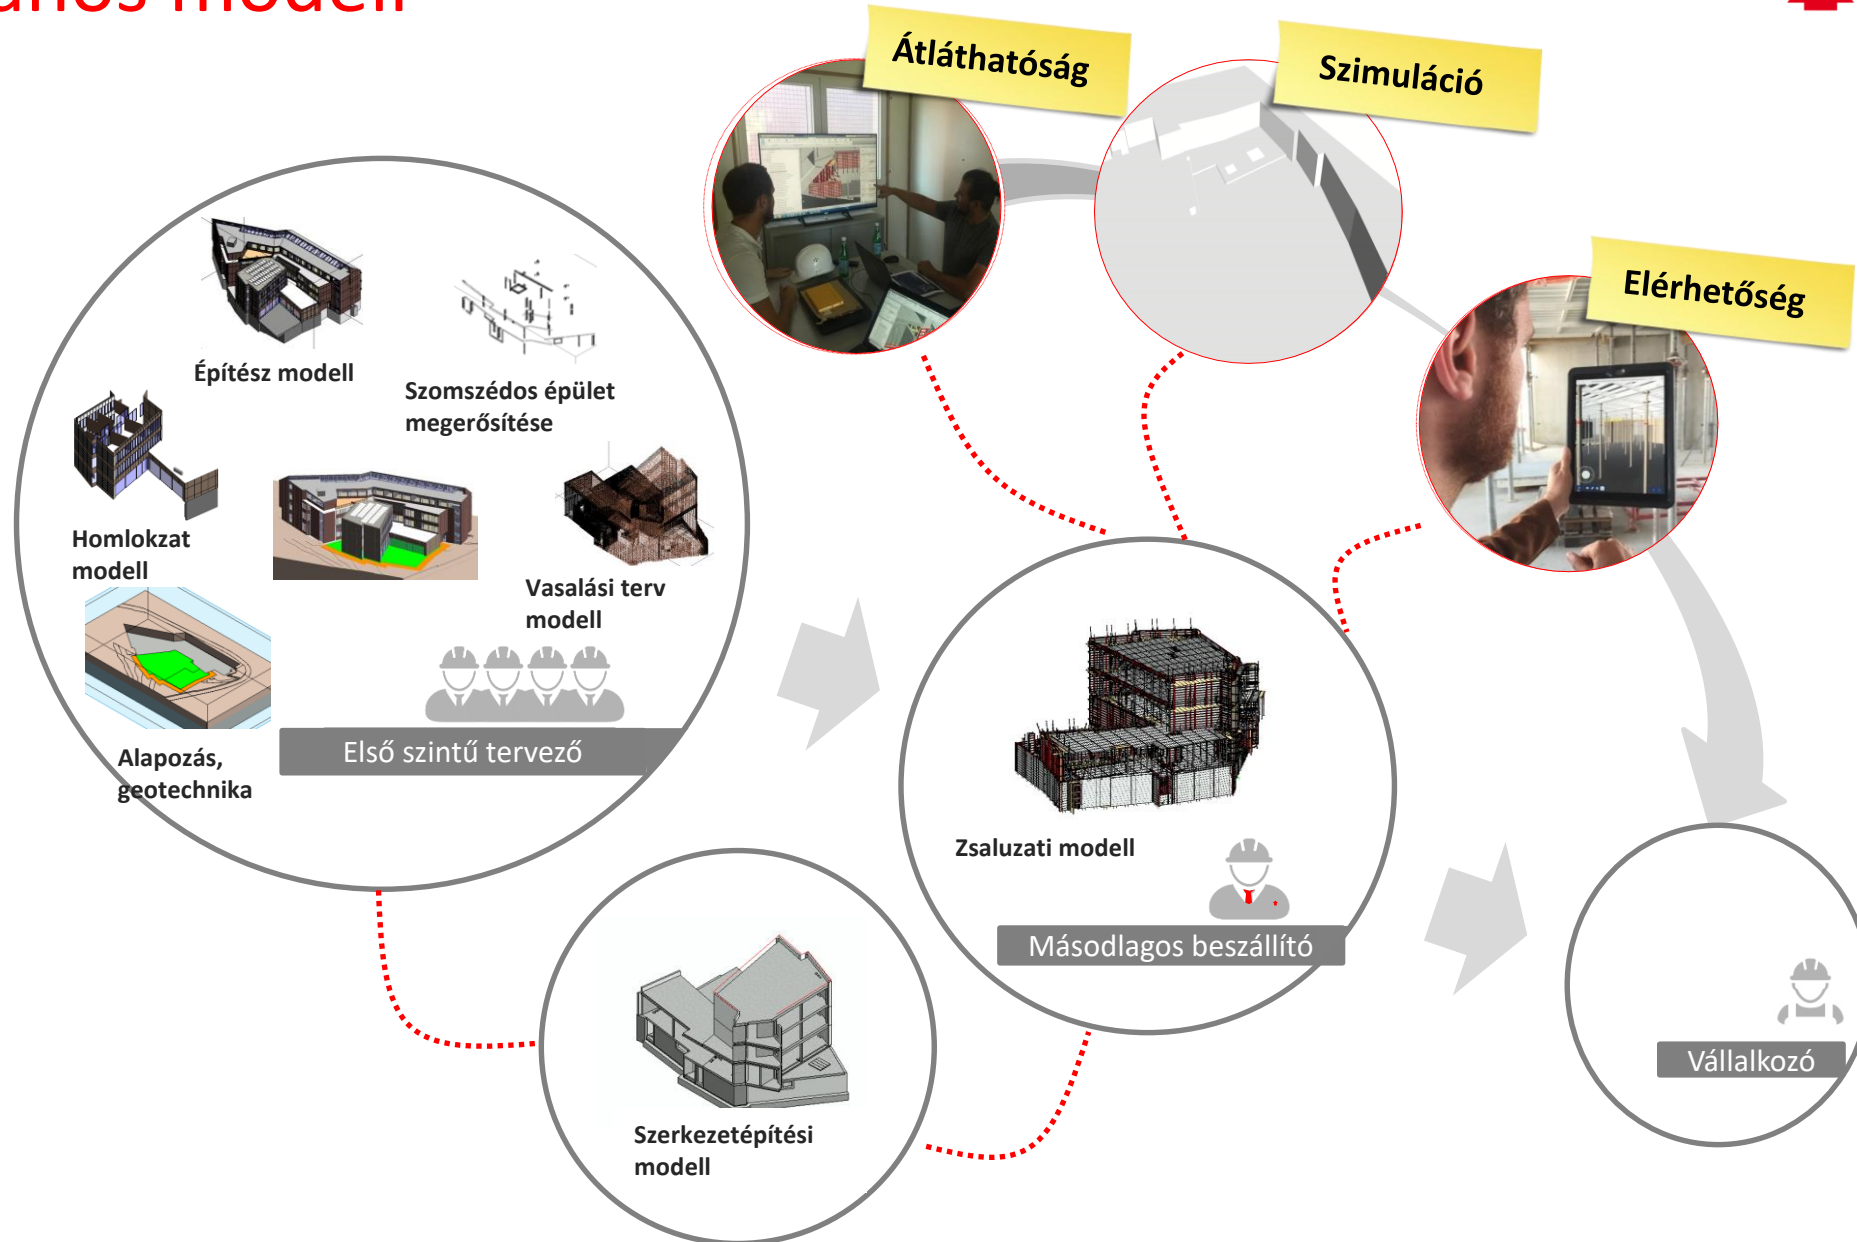 modell
Átláthatóság
Szimuláció
Elérhetőség
Építész modell
Szomszédos épület
megerősítése
Homlokzat
modell
Vasalási terv
modell
Alapozás,
geotechnika
Első szintű tervező
Zsaluzati modell
Másodlagos beszállító
Szerkezetépítési
modell
Vállalkozó